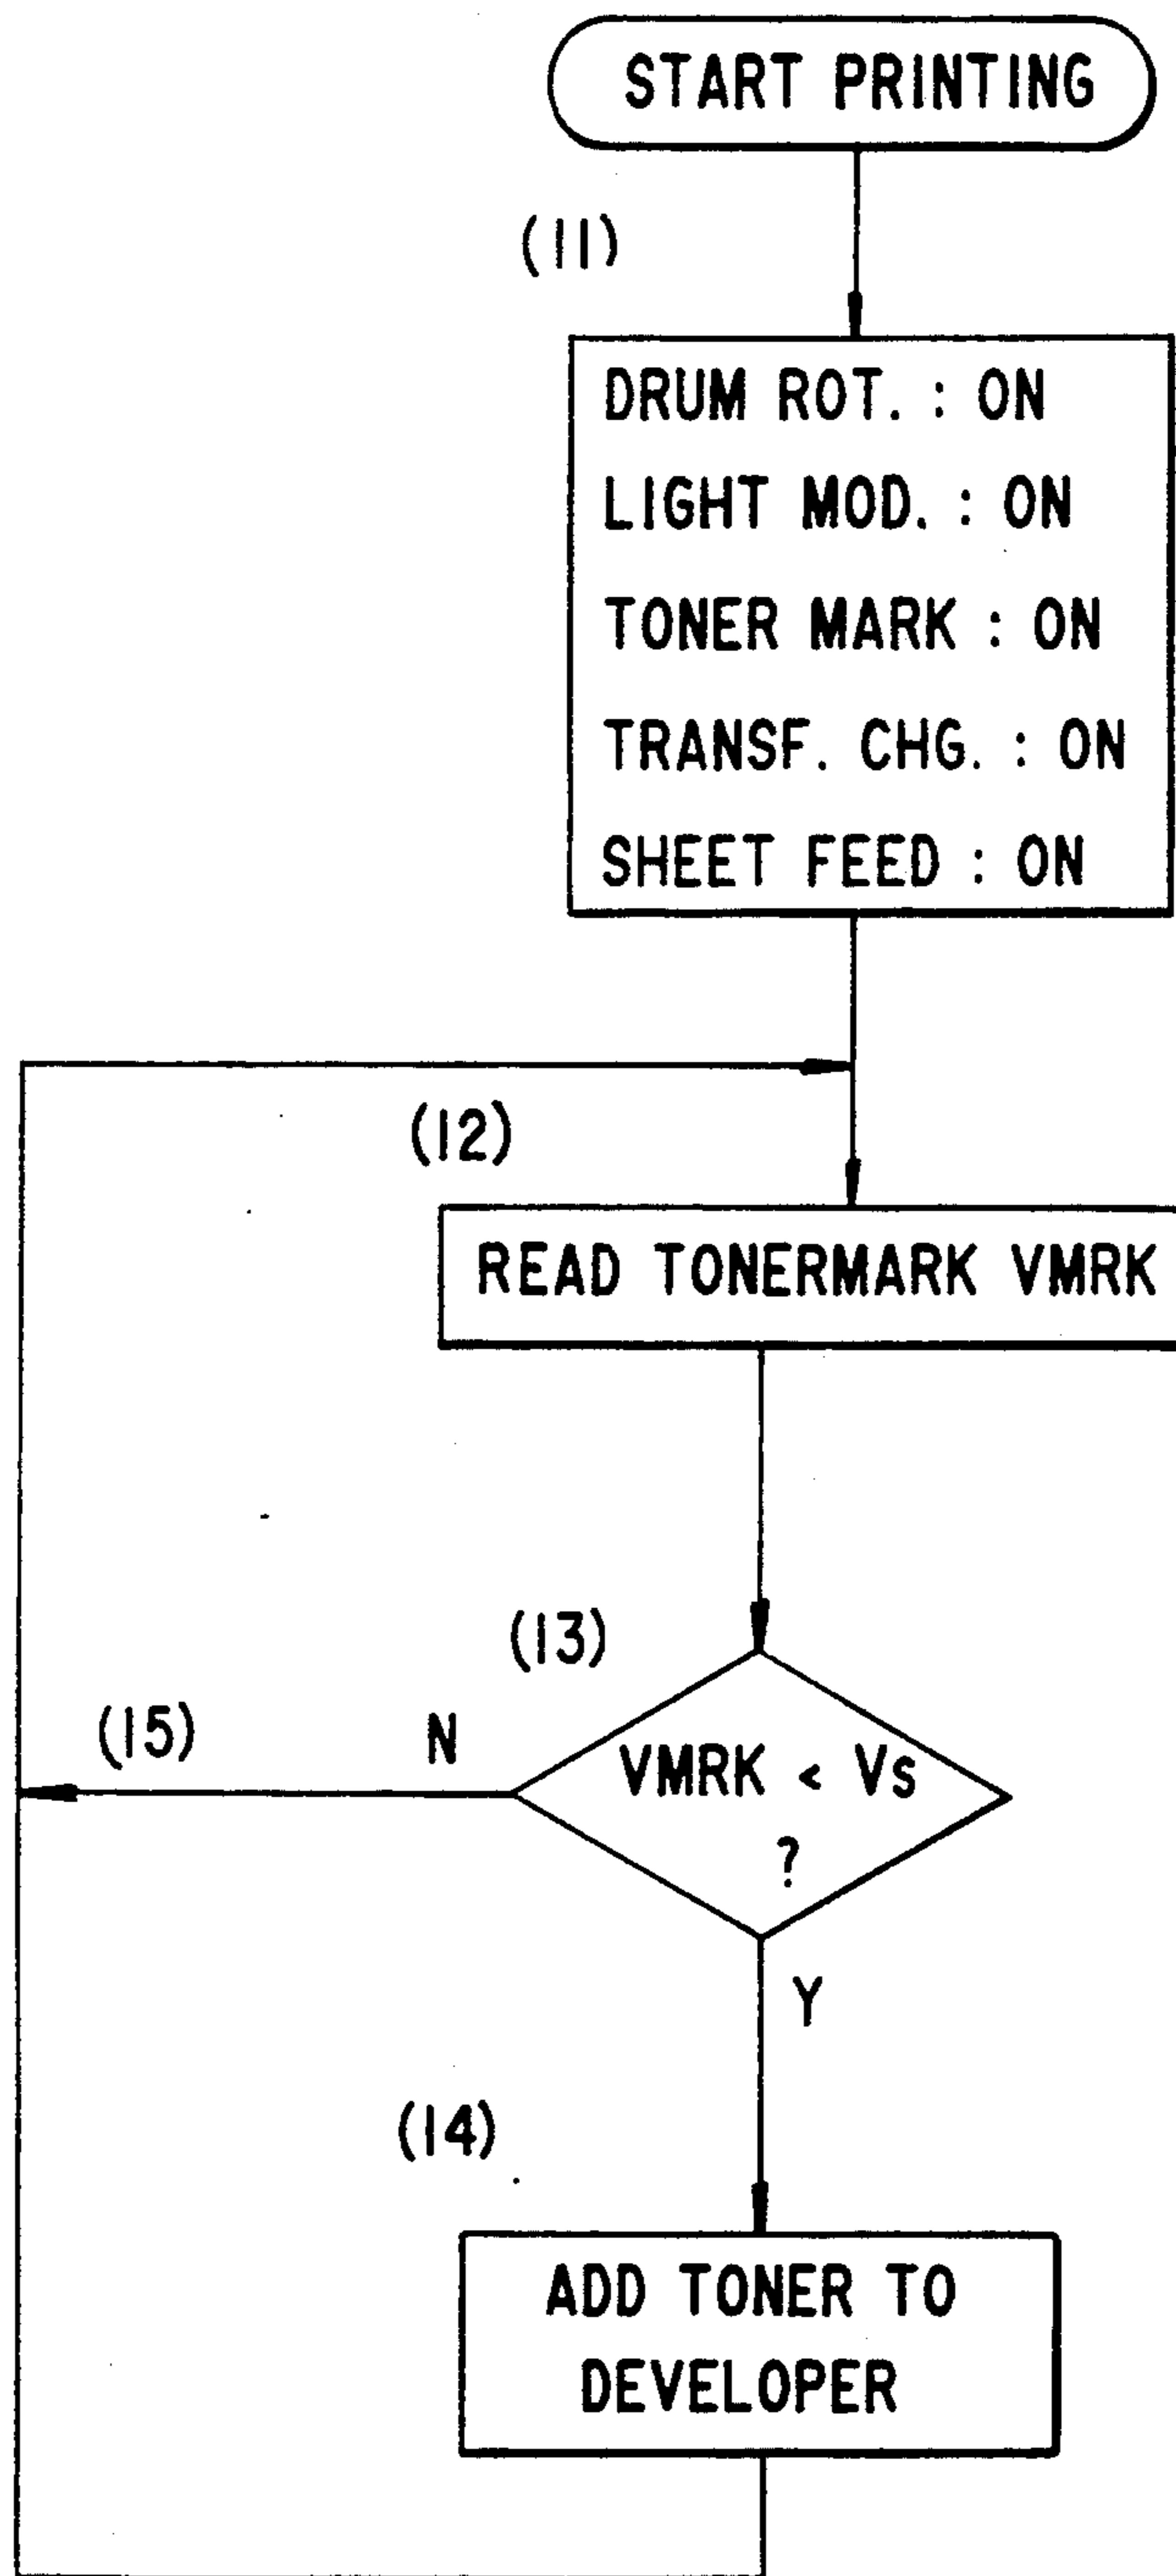 START PRINTING
(11)
DRUM ROT. : ON
LIGHT MOD. : ON
TONER MARK : ON
TRANSF. CHG. : ON
SHEET FEED : ON
(12)
READ TONERMARK VMRK
(13)
(15)
N
VMRK < Vs
?
Y
(14)
ADD TONER TO
DEVELOPER